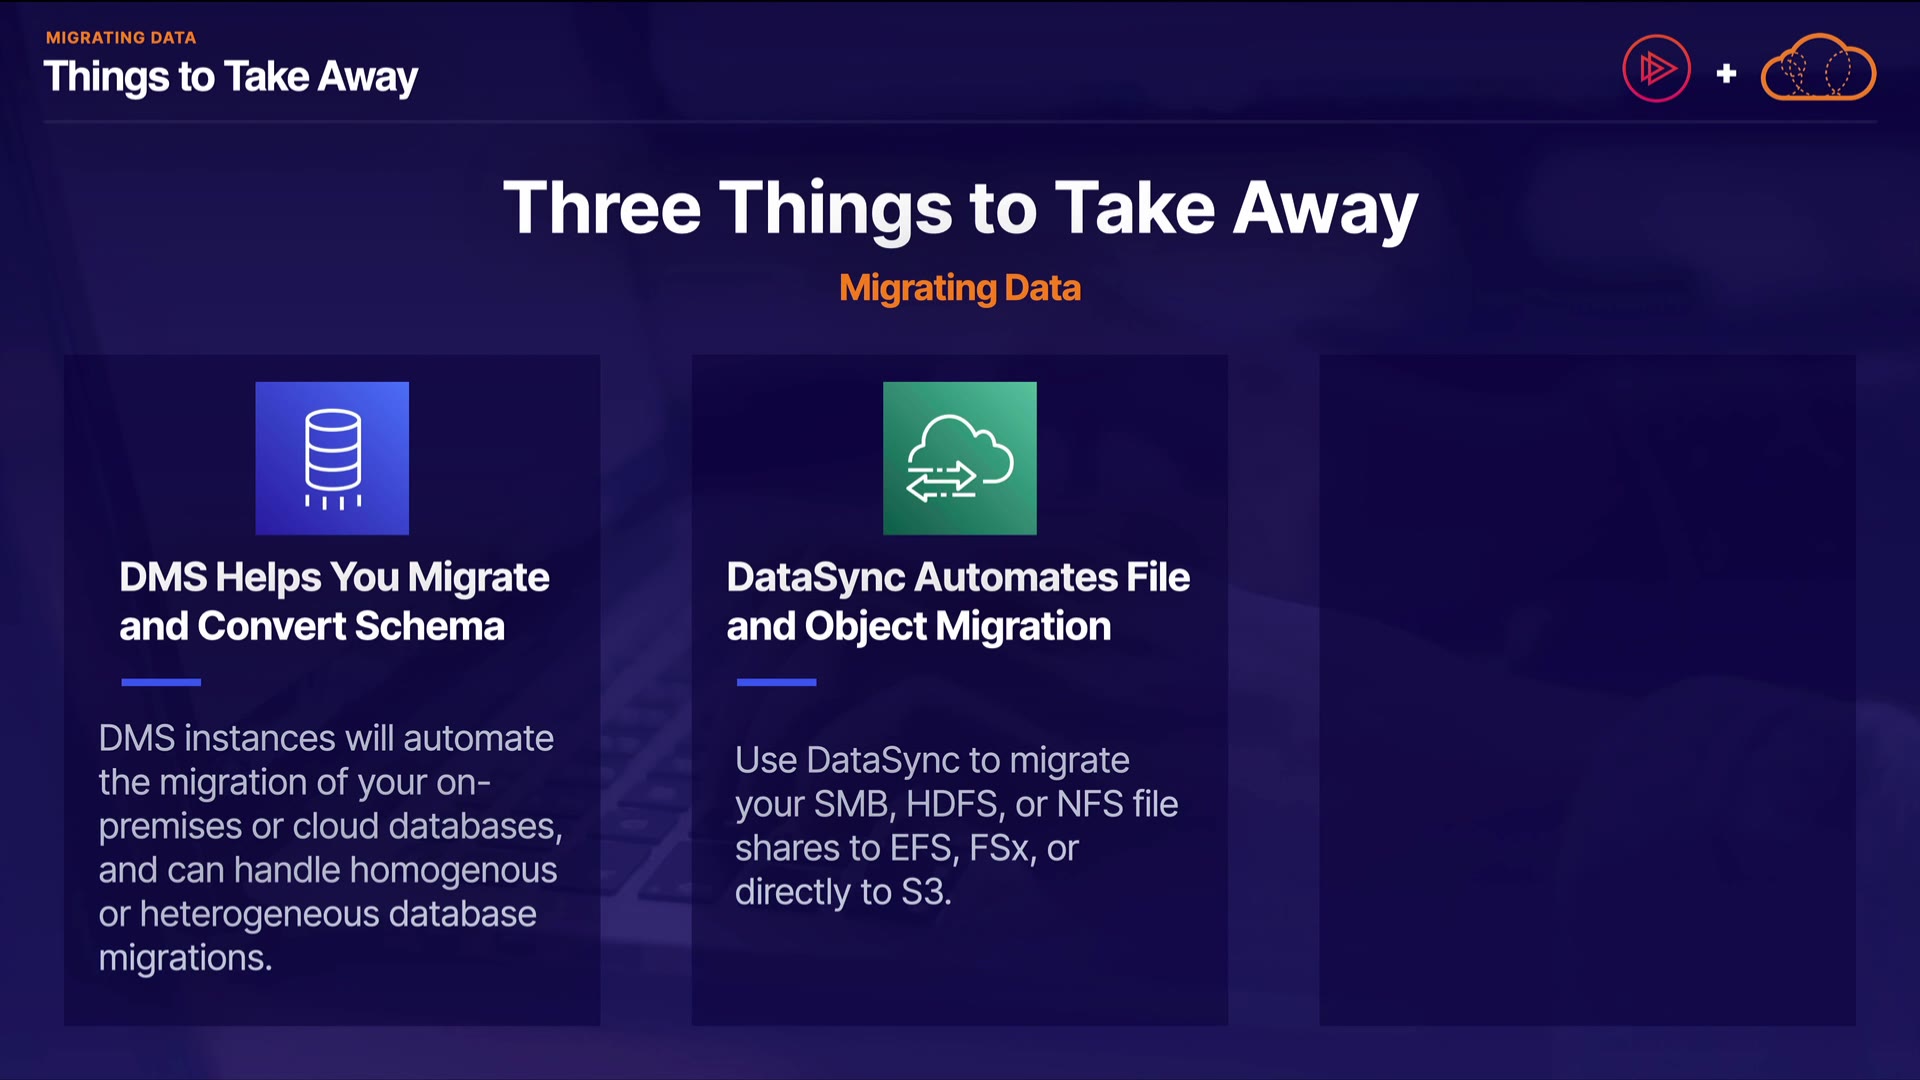 MIGRATING DATA
Things to Take Away
Three Things to Take Away
Migrating Data
DMS Helps You Migrate
and Convert Schema
DMS instances will automate
the migration of your on-
premises or cloud databases,
and can handle homogenous
or heterogeneous database
migrations.
DataSync Automates File
and Object Migration
Use DataSync to migrate
your SMB, HDFS, or NFS file
shares to EFS, FSx, or
directly to S3.